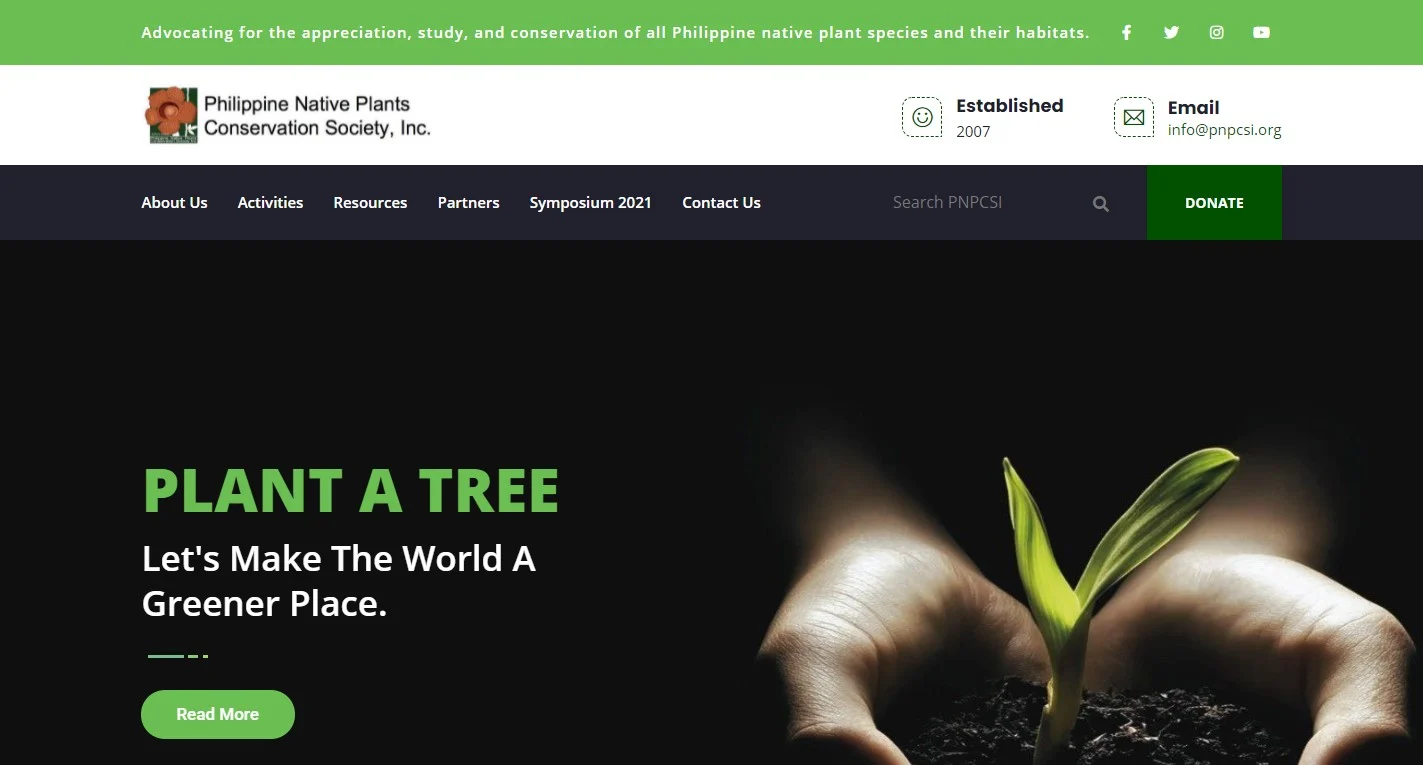 Advocating for the appreciation, study, and conservation of all Philippine native plant species and their habitats.
Philippine Native Plants
Conservation Society, Inc.
Established
2007
Email
info@pnpcsi.org
About Us
Activities
Resources
Partners
Symposium 2021
Contact Us
Search PNPCSI
DONATE
PLANT A TREE
Let's Make The World A
Greener Place.
Read More